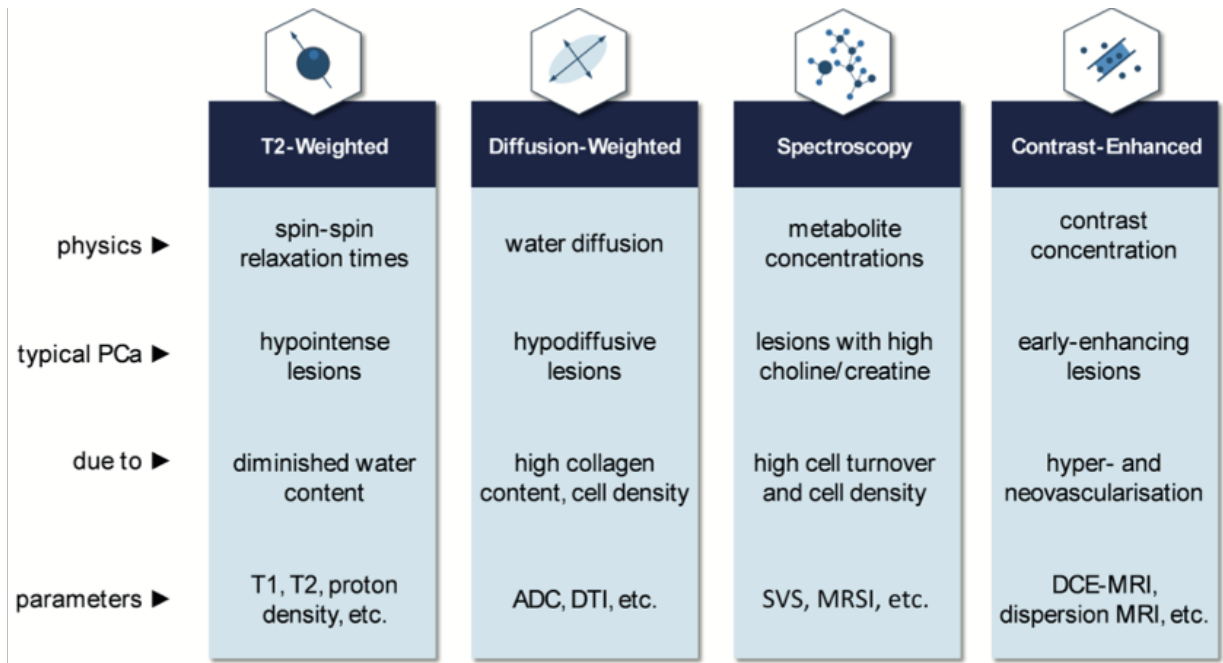 T2-Weighted
Diffusion-Weighted
Spectroscopy
Contrast-Enhanced
physics ►
spin-spin
relaxation times
water diffusion
metabolite
concentrations
contrast
concentration
typical PCa ►
hypointense
lesions
hypodiffusive
lesions
lesions with high
choline/creatine
early-enhancing
lesions
due to ►
diminished water
content
high collagen
content, cell density
high cell turnover
and cell density
hyper- and
neovascularisation
parameters ►
T1, T2, proton
density, etc.
ADC, DTI, etc.
SVS, MRSI, etc.
DCE-MRI,
dispersion MRI, etc.